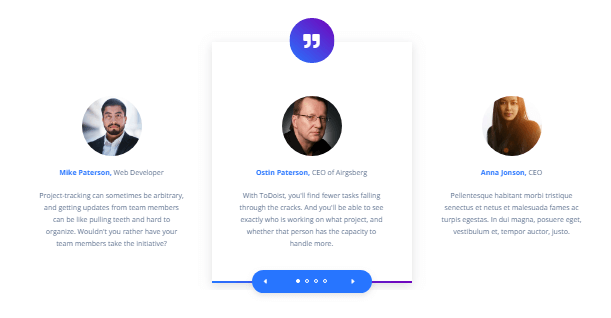 Mike Paterson, Web Developer
Project-tracking can sometimes be arbitrary,
and getting updates from team members
can be like pulling teeth and hard to
organize. Wouldn't you rather have your
team members take the initiative?
Ostin Paterson, CEO of Airgsberg
With ToDoist, you'll find fewer tasks falling
through the cracks. And you'll be able to see
exactly who is working on what project, and
whether that person has the capacity to
handle more.
Anna Jonson, CEO
Pellentesque habitant morbi tristique
senectus et netus et malesuada fames ac
turpis egestas. In dui magna, posuere eget,
vestibulum et, tempor auctor, justo.